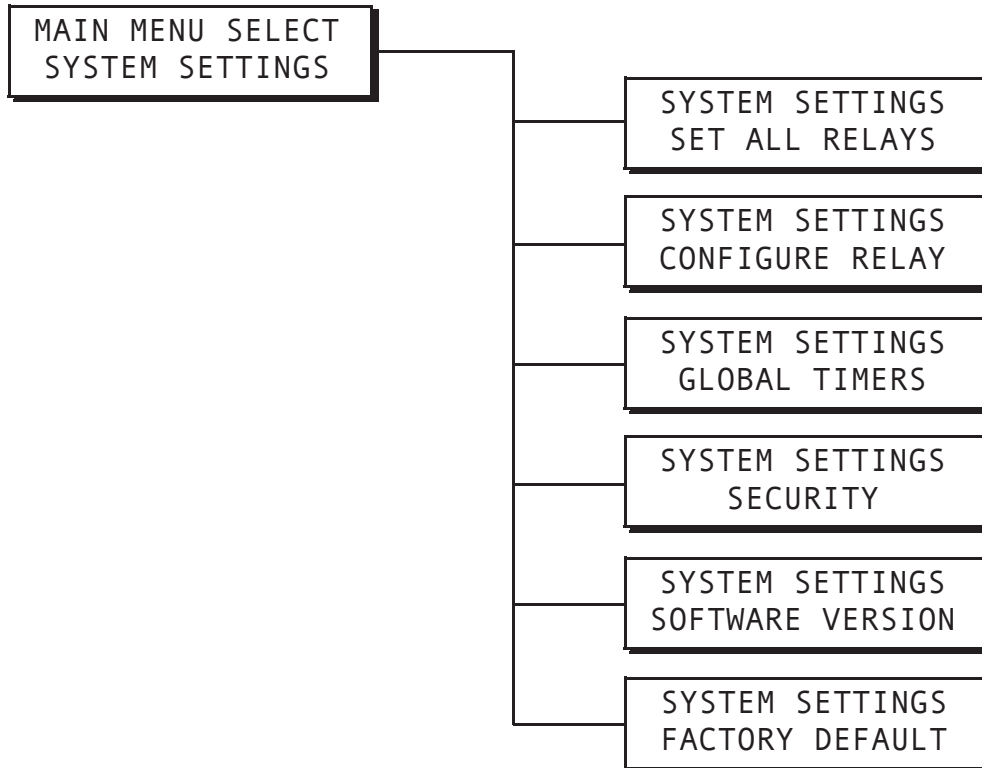 MAIN MENU SELECT
SYSTEM SETTINGS
SYSTEM SETTINGS
SET ALL RELAYS
SYSTEM SETTINGS
CONFIGURE RELAY
SYSTEM SETTINGS
GLOBAL TIMERS
SYSTEM SETTINGS
SECURITY
SYSTEM SETTINGS
SOFTWARE VERSION
SYSTEM SETTINGS
FACTORY DEFAULT